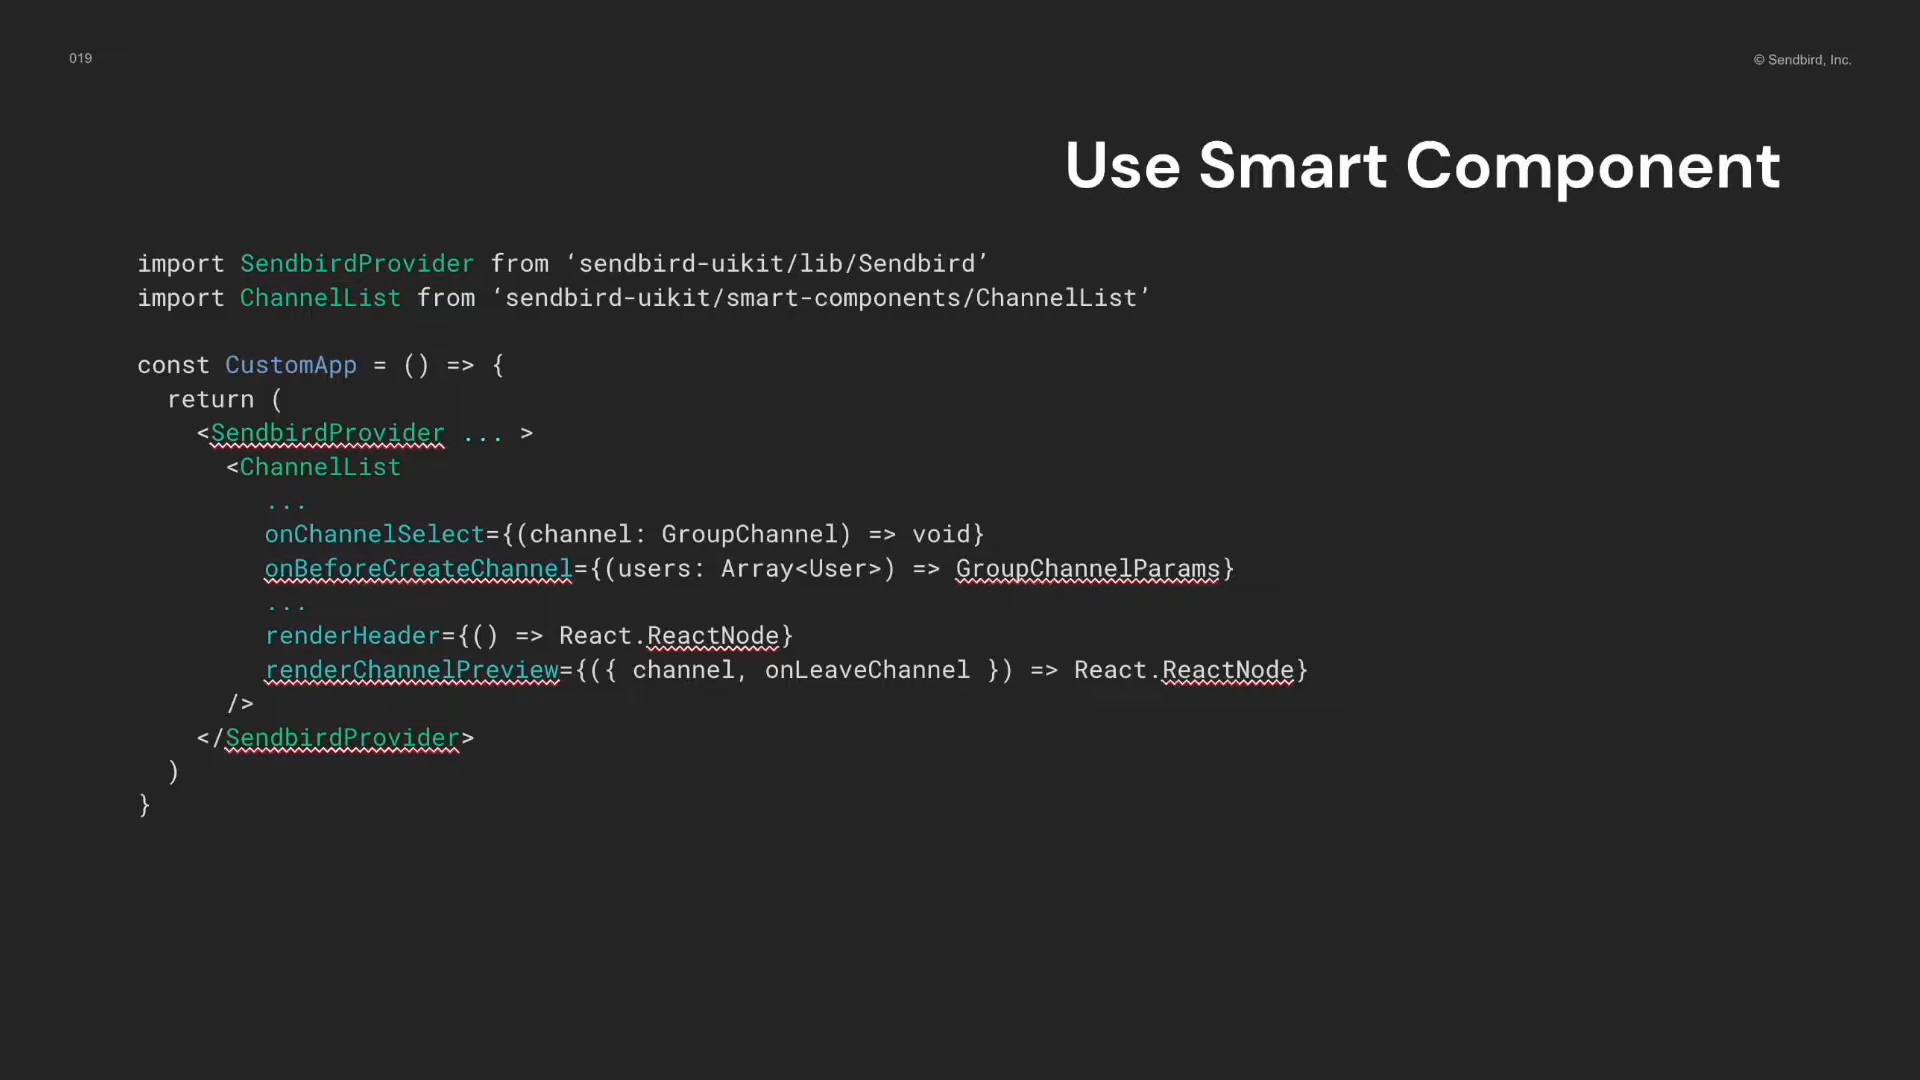 019
© Sendbird, Inc.
Use Smart Component
import SendbirdProvider from ‘sendbird-uikit/lib/Sendbird’
import ChannelList from ‘sendbird-uikit/smart-components/ChannelList’
const CustomApp = () => {
return (
<SendbirdProvider ... >
<ChannelList
...
onChannelSelect={(channel: GroupChannel) => void}
onBeforeCreateChannel={(users: Array<User>) => GroupChannelParams}
...
renderHeader={() => React.ReactNode}
renderChannelPreview={({ channel, onLeaveChannel }) => React.ReactNode}
/>
</SendbirdProvider>
)
}